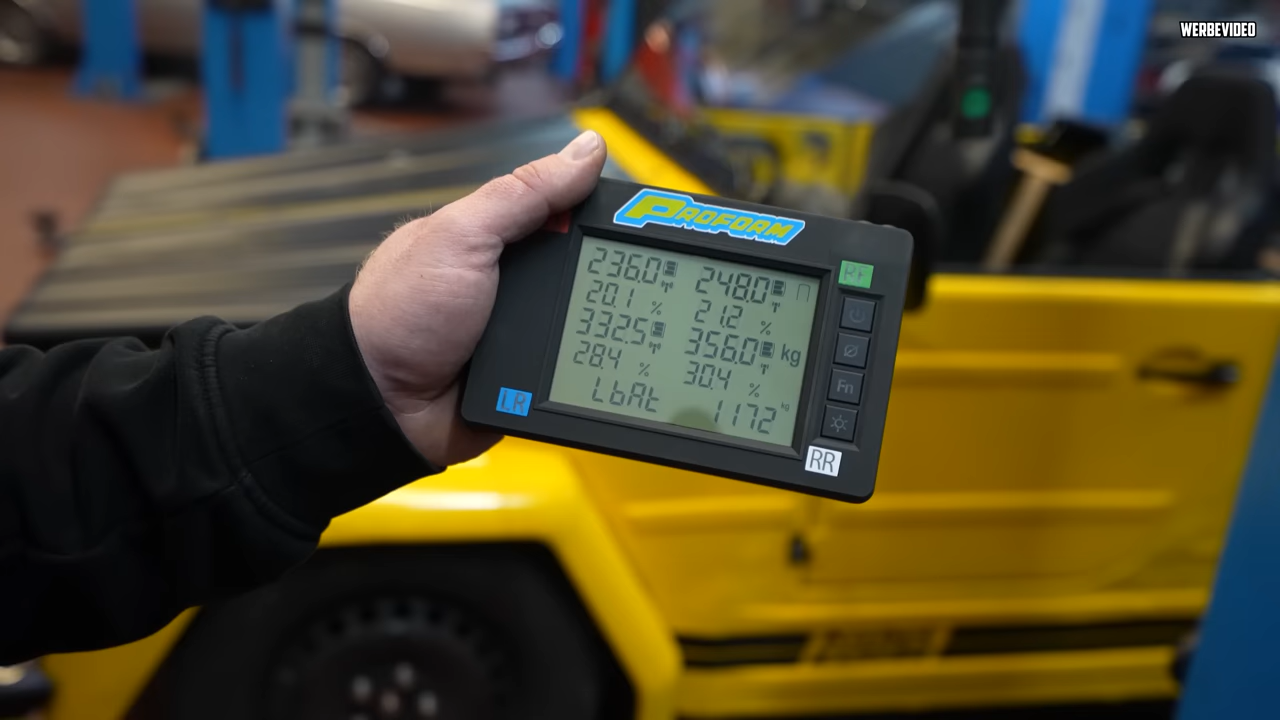 WERBEVIDEO
PROFORM
RF
236.0 248.0
20.1 % 21.2 %
332.5 356.0 kg
28.4 % 30.4 %
LbAt 1172 kg
Fn
LR
RR